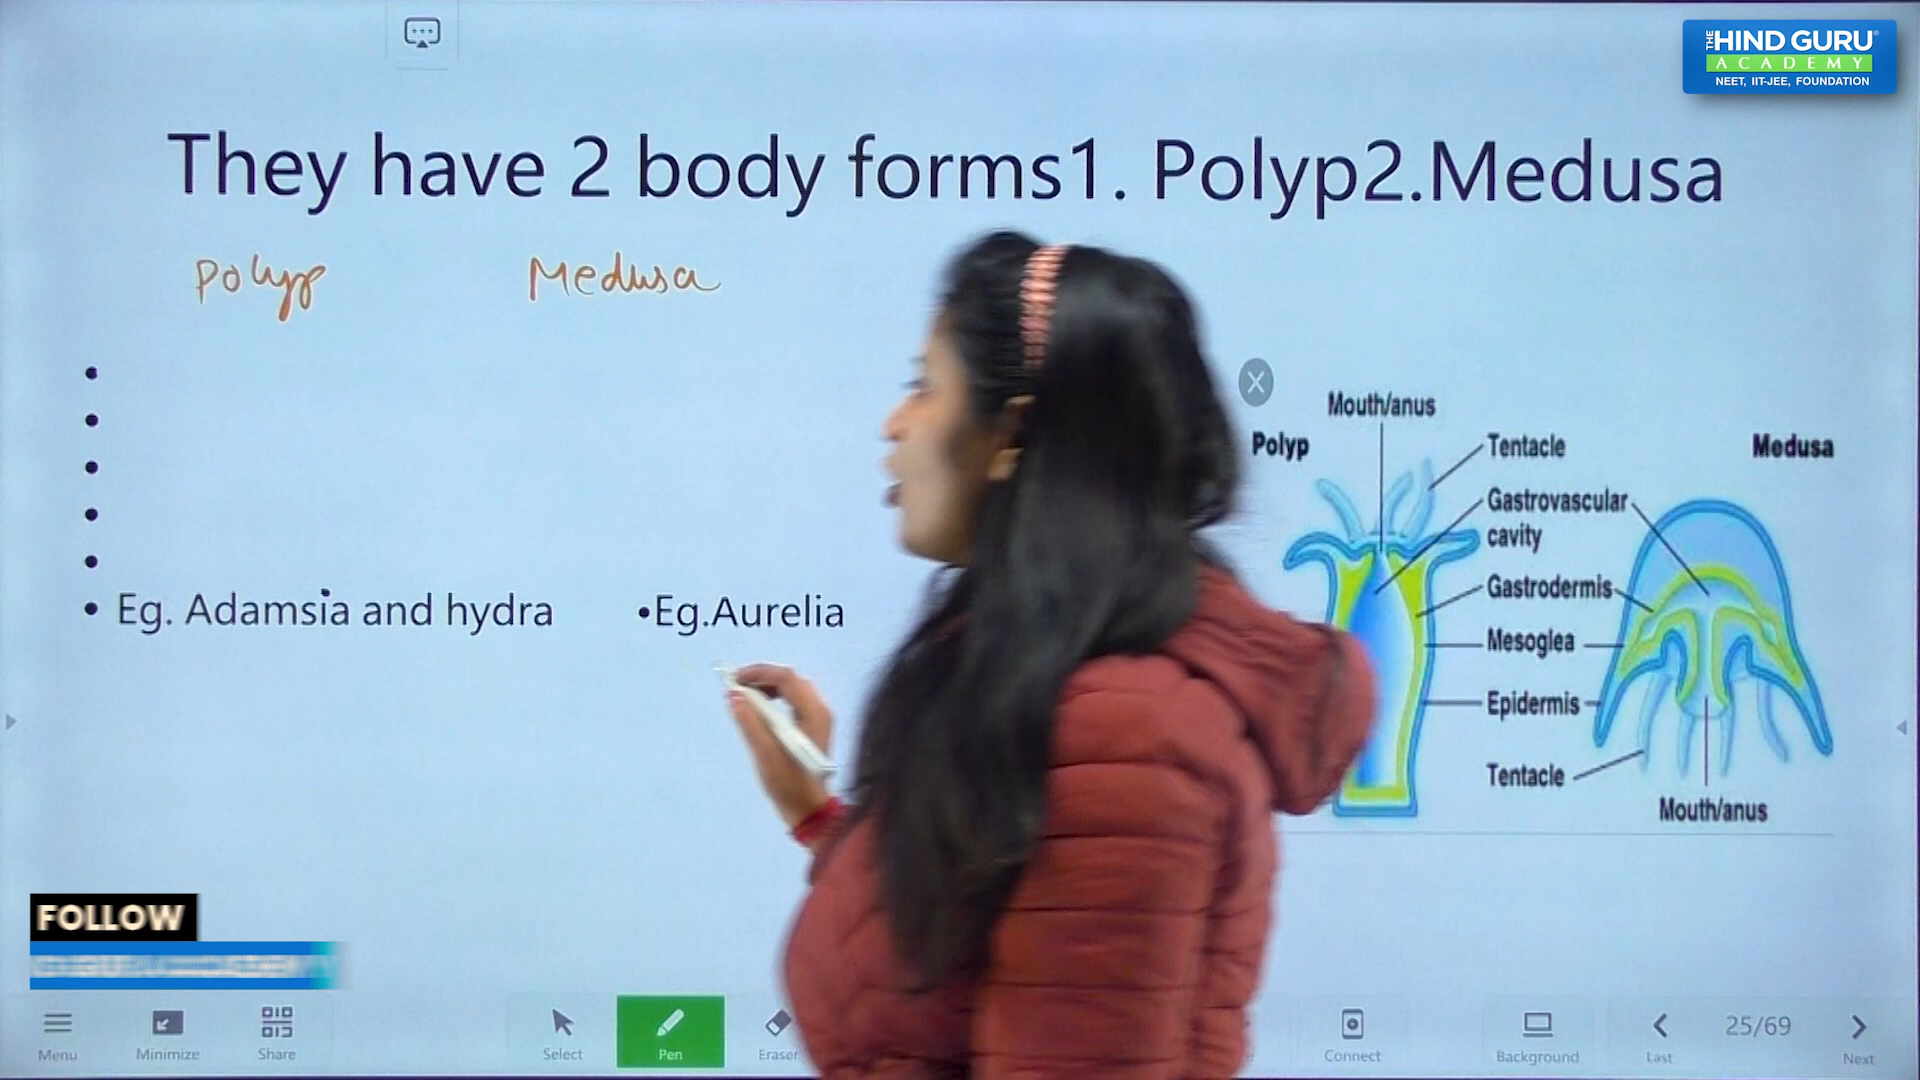 THE HIND GURU
ACADEMY
NEET, IIT-JEE, FOUNDATION
They have 2 body forms1. Polyp2.Medusa
Polyp Medusa
Mouth/anus
Polyp
Tentacle
Medusa
Gastrovascular
cavity
Gastrodermis
• Eg. Adamsia and hydra
•Eg.Aurelia
Mesoglea
Epidermis
Tentacle
Mouth/anus
FOLLOW
Menu
Minimize
Share
Select
Pen
Eraser
Connect
Background
Last
25/69
Next